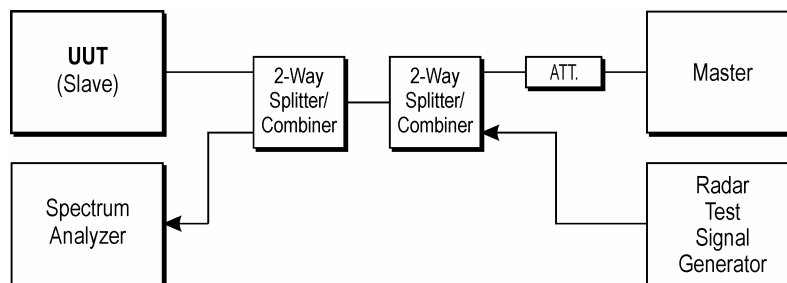 UUT
(Slave)
2-Way
Splitter/
Combiner
2-Way
Splitter/
Combiner
ATT.
Master
Spectrum
Analyzer
Radar
Test
Signal
Generator